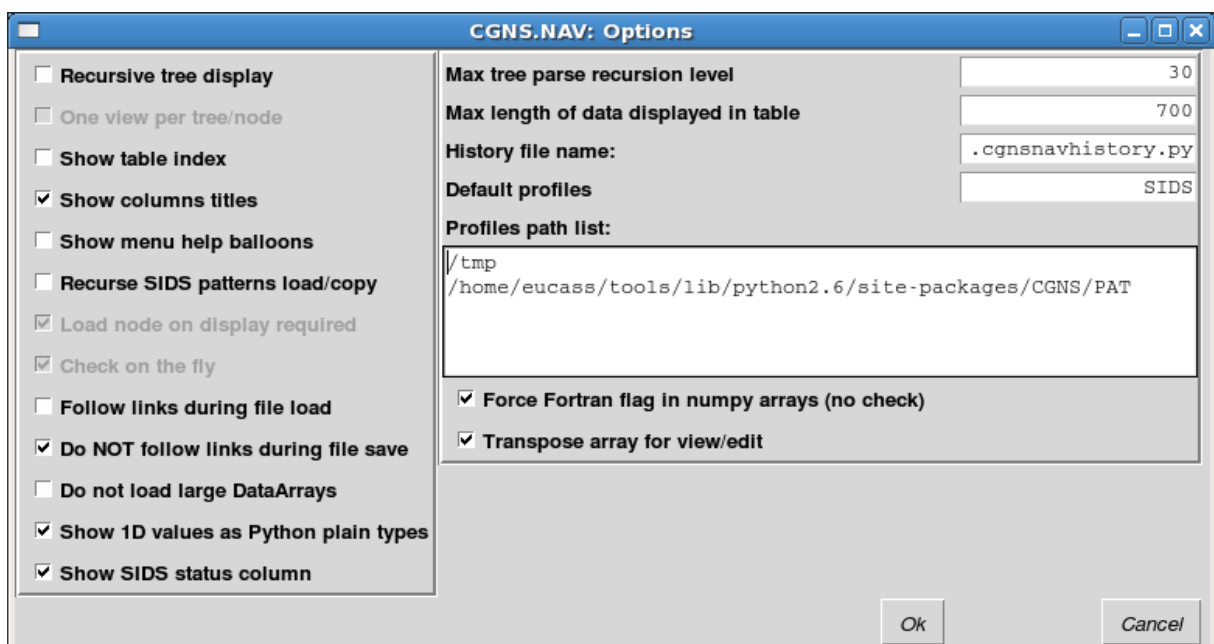 CGNS.NAV: Options
Recursive tree display
One view per tree/node
Show table index
Show columns titles
Show menu help balloons
Recurse SIDS patterns load/copy
Load node on display required
Check on the fly
Follow links during file load
Do NOT follow links during file save
Do not load large DataArrays
Show 1D values as Python plain types
Show SIDS status column
Max tree parse recursion level 30
Max length of data displayed in table 700
History file name: .cgnsnavhistory.py
Default profiles SIDS
Profiles path list:
/tmp
/home/eucass/tools/lib/python2.6/site-packages/CGNS/PAT
Force Fortran flag in numpy arrays (no check)
Transpose array for view/edit
Ok Cancel